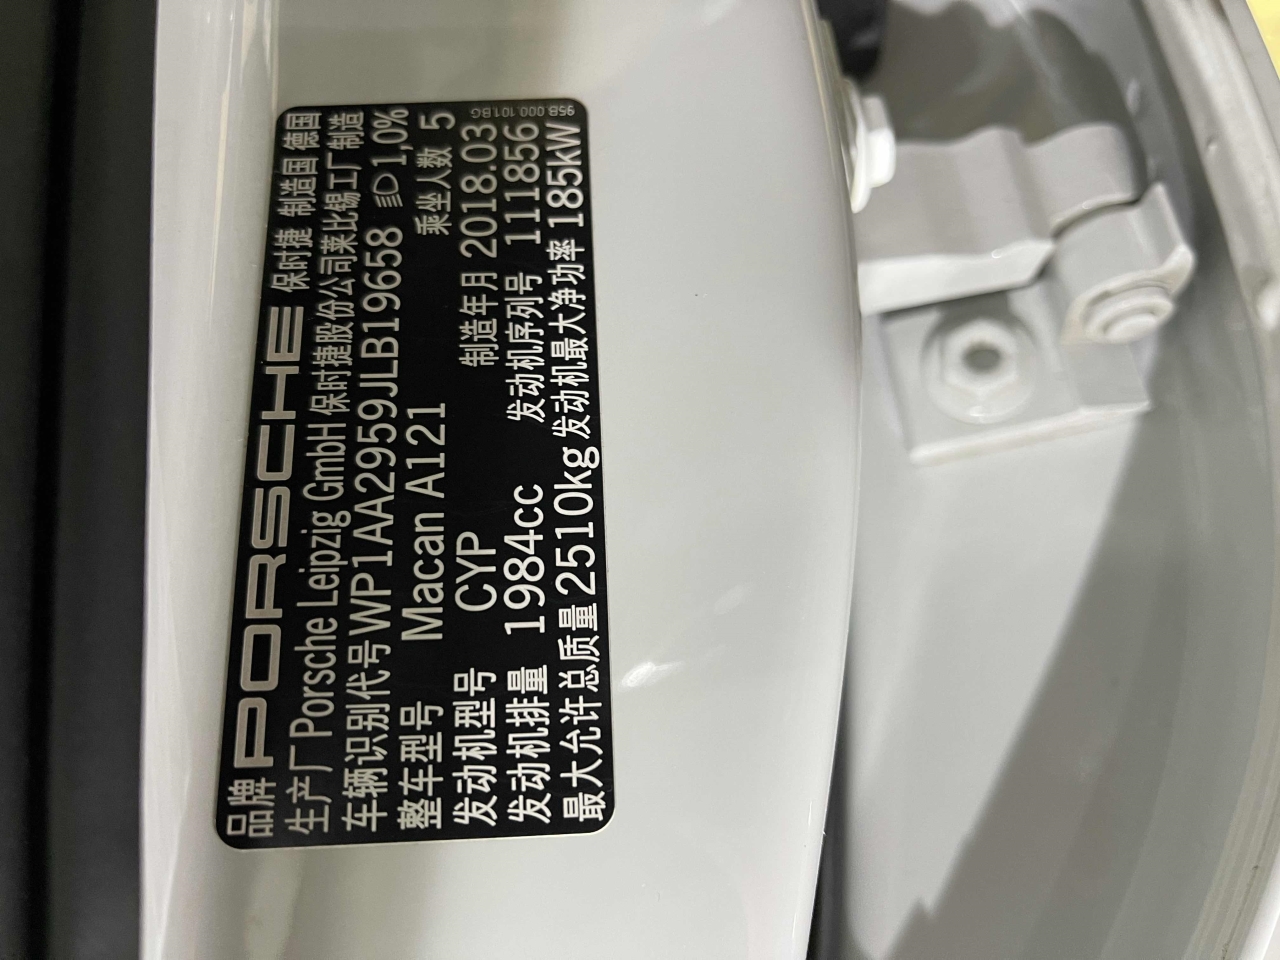 品牌 PORSCHE 保时捷 制造国 德国
生产厂 Porsche Leipzig GmbH 保时捷股份公司莱比锡工厂制造
车辆识别代号 WP1AA2959JLB19658 1,0%
整车型号 Macan A121 乘坐人数 5
发动机型号 CYP 制造年月 2018.03
发动机排量 1984cc 发动机序列号 111856
最大允许总质量 2510kg 发动机最大净功率 185kW
95B.000.101.BG